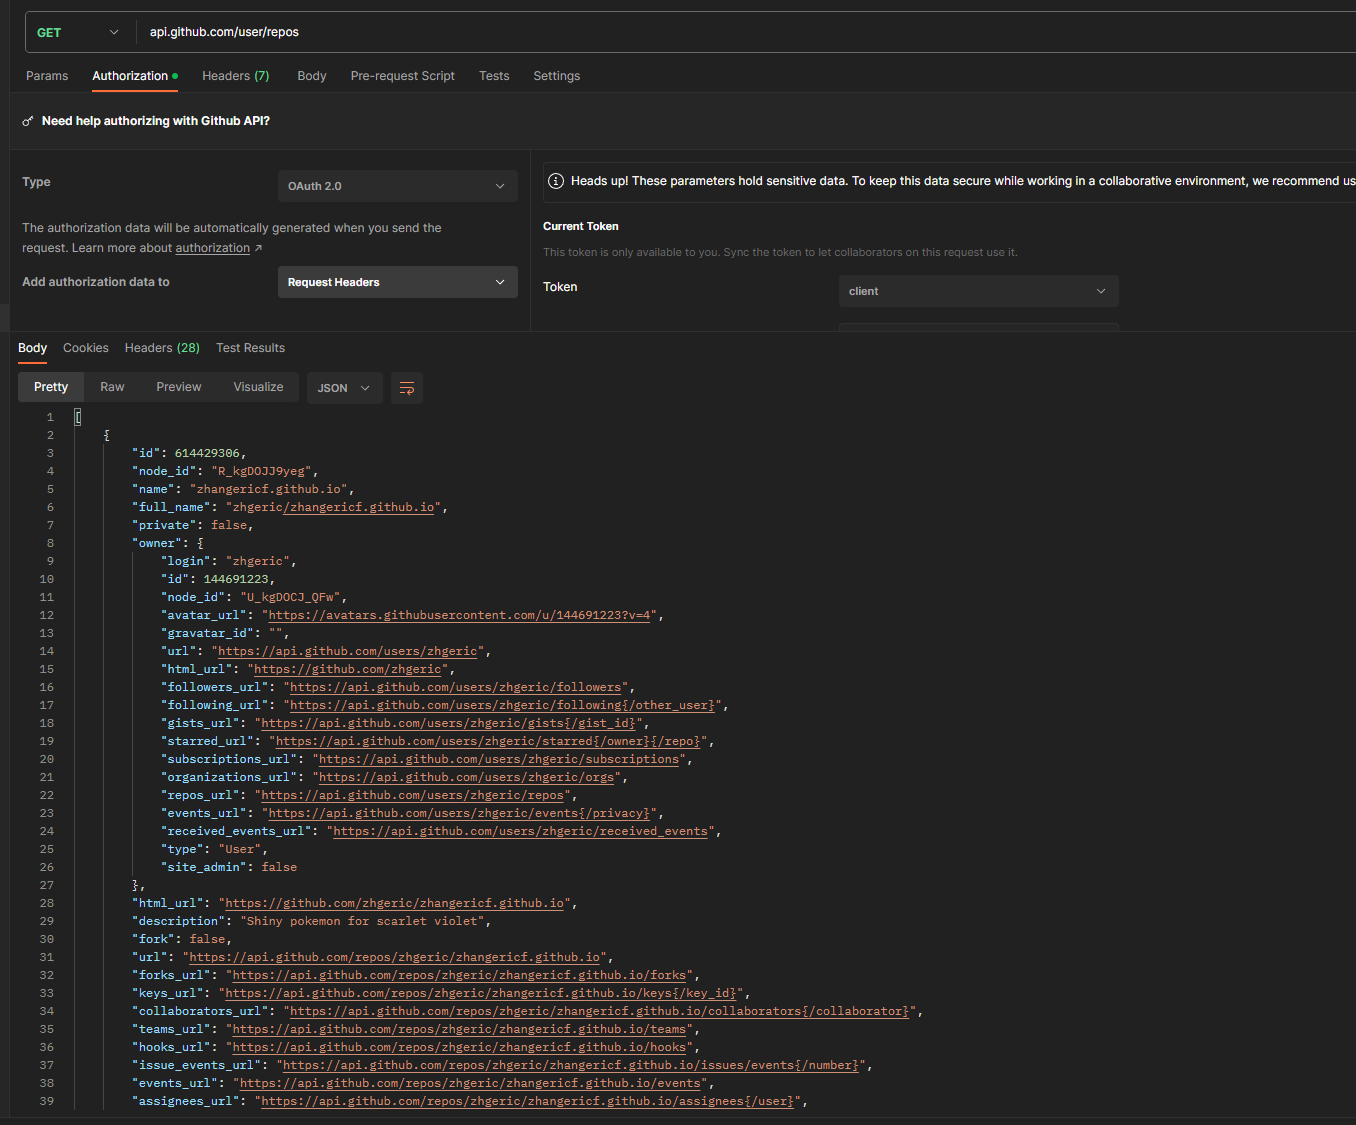 GET api.github.com/user/repos
Params Authorization Headers (7) Body Pre-request Script Tests Settings
Need help authorizing with Github API?
Type OAuth 2.0
The authorization data will be automatically generated when you send the
request. Learn more about authorization ↗
Add authorization data to Request Headers
Heads up! These parameters hold sensitive data. To keep this data secure while working in a collaborative environment, we recommend us
Current Token
This token is only available to you. Sync the token to let collaborators on this request use it.
Token client
Body Cookies Headers (28) Test Results
Pretty Raw Preview Visualize JSON
1 [
2 {
3 "id": 614429306,
4 "node_id": "R_kgDOJJ9yeg",
5 "name": "zhangericf.github.io",
6 "full_name": "zhgeric/zhangericf.github.io",
7 "private": false,
8 "owner": {
9 "login": "zhgeric",
10 "id": 144691223,
11 "node_id": "U_kgDOCJ_QFw",
12 "avatar_url": "https://avatars.githubusercontent.com/u/144691223?v=4",
13 "gravatar_id": "",
14 "url": "https://api.github.com/users/zhgeric",
15 "html_url": "https://github.com/zhgeric",
16 "followers_url": "https://api.github.com/users/zhgeric/followers",
17 "following_url": "https://api.github.com/users/zhgeric/following{/other_user}",
18 "gists_url": "https://api.github.com/users/zhgeric/gists{/gist_id}",
19 "starred_url": "https://api.github.com/users/zhgeric/starred{/owner}{/repo}",
20 "subscriptions_url": "https://api.github.com/users/zhgeric/subscriptions",
21 "organizations_url": "https://api.github.com/users/zhgeric/orgs",
22 "repos_url": "https://api.github.com/users/zhgeric/repos",
23 "events_url": "https://api.github.com/users/zhgeric/events{/privacy}",
24 "received_events_url": "https://api.github.com/users/zhgeric/received_events",
25 "type": "User",
26 "site_admin": false
27 },
28 "html_url": "https://github.com/zhgeric/zhangericf.github.io",
29 "description": "Shiny pokemon for scarlet violet",
30 "fork": false,
31 "url": "https://api.github.com/repos/zhgeric/zhangericf.github.io",
32 "forks_url": "https://api.github.com/repos/zhgeric/zhangericf.github.io/forks",
33 "keys_url": "https://api.github.com/repos/zhgeric/zhangericf.github.io/keys{/key_id}",
34 "collaborators_url": "https://api.github.com/repos/zhgeric/zhangericf.github.io/collaborators{/collaborator}",
35 "teams_url": "https://api.github.com/repos/zhgeric/zhangericf.github.io/teams",
36 "hooks_url": "https://api.github.com/repos/zhgeric/zhangericf.github.io/hooks",
37 "issue_events_url": "https://api.github.com/repos/zhgeric/zhangericf.github.io/issues/events{/number}",
38 "events_url": "https://api.github.com/repos/zhgeric/zhangericf.github.io/events",
39 "assignees_url": "https://api.github.com/repos/zhgeric/zhangericf.github.io/assignees{/user}",